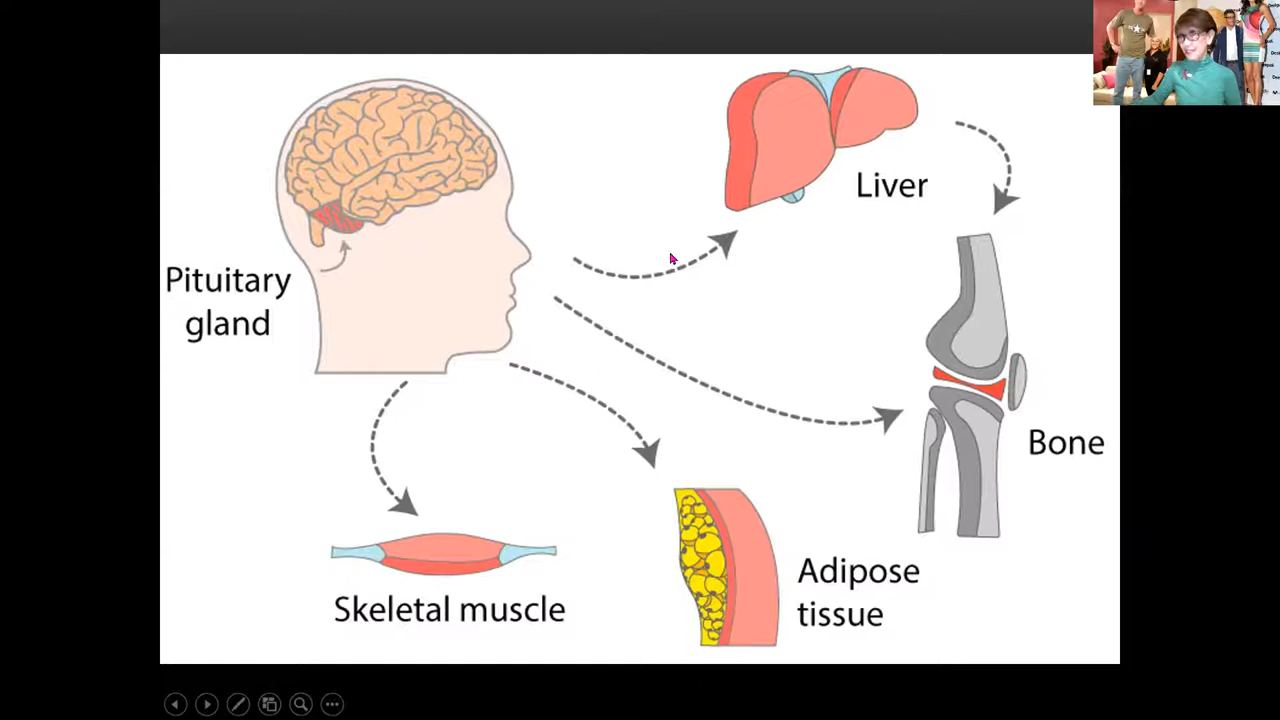 Liver
Pituitary
gland
Bone
Adipose
tissue
Skeletal muscle